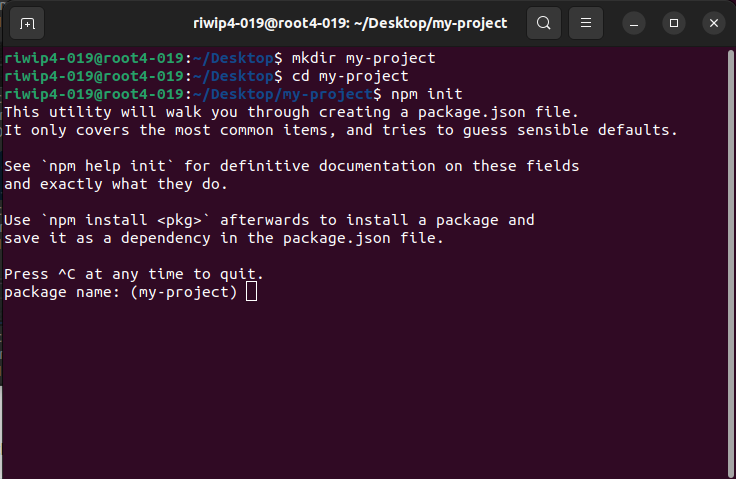 riwip4-019@root4-019: ~/Desktop/my-project
riwip4-019@root4-019:~/Desktop$ mkdir my-project
riwip4-019@root4-019:~/Desktop$ cd my-project
riwip4-019@root4-019:~/Desktop/my-project$ npm init
This utility will walk you through creating a package.json file.
It only covers the most common items, and tries to guess sensible defaults.
See `npm help init` for definitive documentation on these fields
and exactly what they do.
Use `npm install <pkg>` afterwards to install a package and
save it as a dependency in the package.json file.
Press ^C at any time to quit.
package name: (my-project)